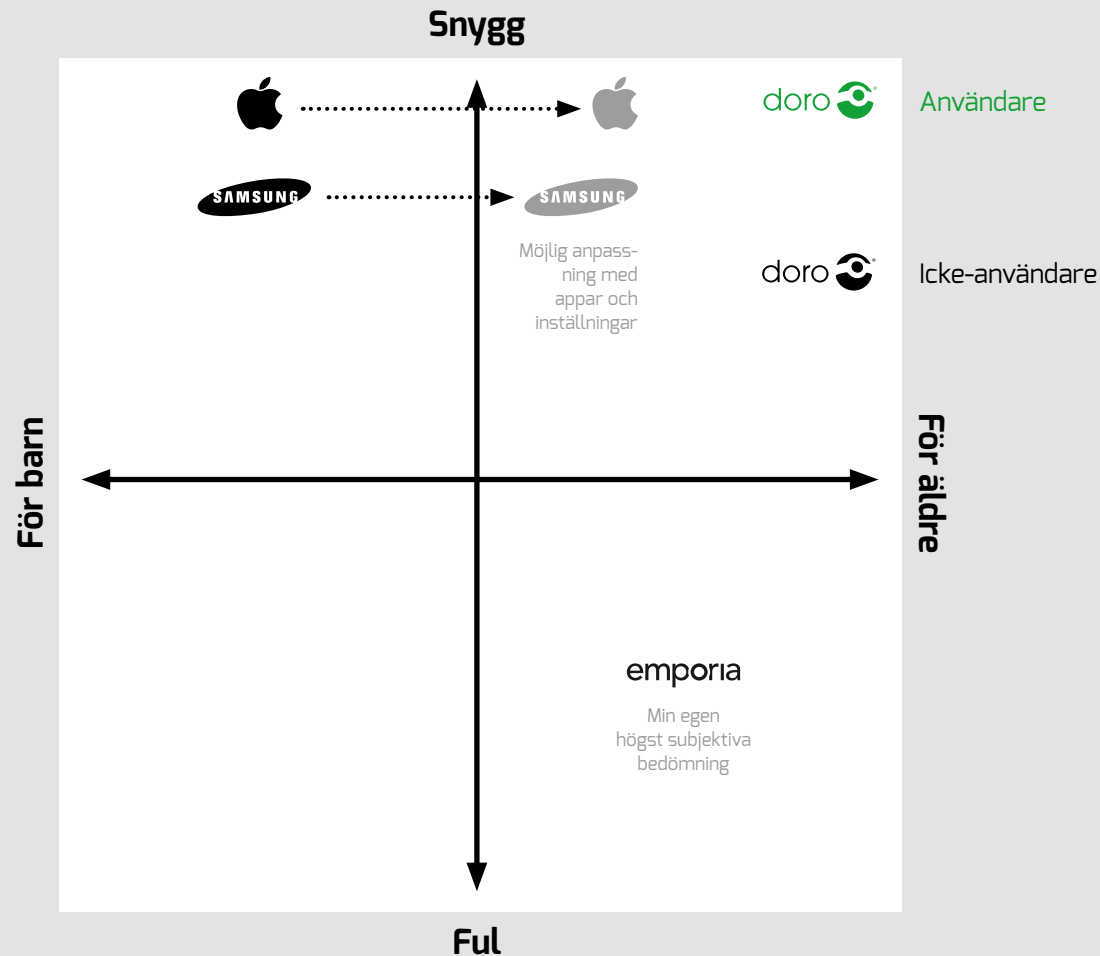 Snygg
doro
Användare
SAMSUNG
SAMSUNG
Möjlig anpass-
ning med
appar och
inställningar
doro
Icke-användare
För barn
För äldre
emporia
Min egen
högst subjektiva
bedömning
Ful